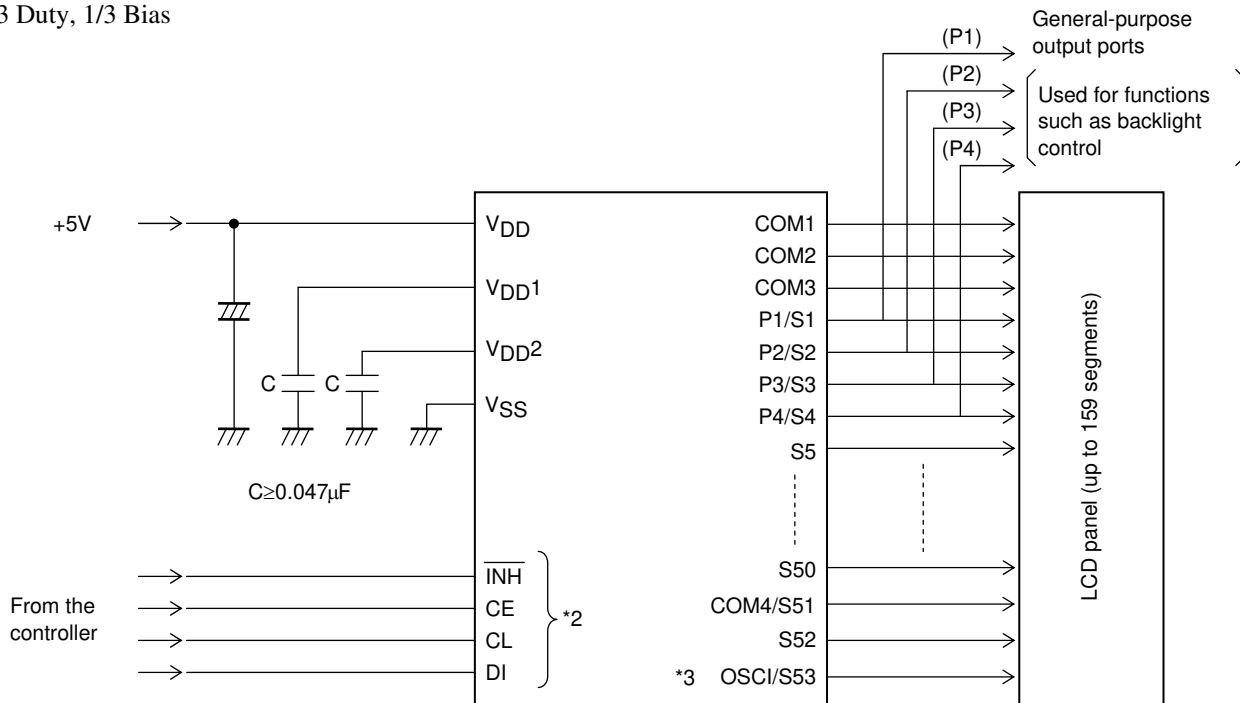 3 Duty, 1/3 Bias
General-purpose
output ports
(P1)
(P2)
(P3)
(P4)
Used for functions
such as backlight
control
+5V
VDD
VDD1
VDD2
VSS
C
C
C≥0.047μF
From the
controller
INH
CE
CL
DI
*2
COM1
COM2
COM3
P1/S1
P2/S2
P3/S3
P4/S4
S5
S50
COM4/S51
S52
*3 OSCI/S53
LCD panel (up to 159 segments)